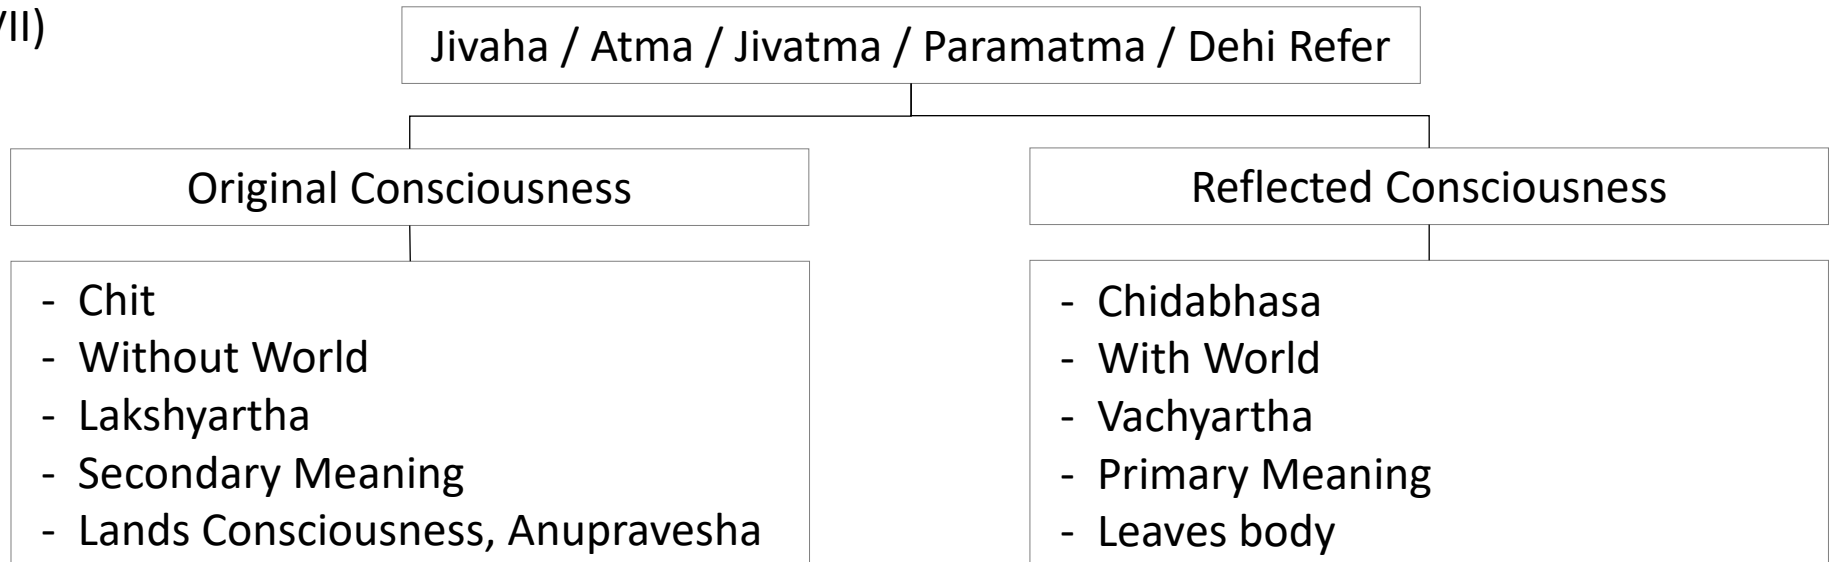 VII)
Jivaha / Atma / Jivatma / Paramatma / Dehi Refer
Original Consciousness
- Chit
- Without World
- Lakshyartha
- Secondary Meaning
- Lands Consciousness, Anupravesha
Reflected Consciousness
- Chidabhasa
- With World
- Vachyartha
- Primary Meaning
- Leaves body